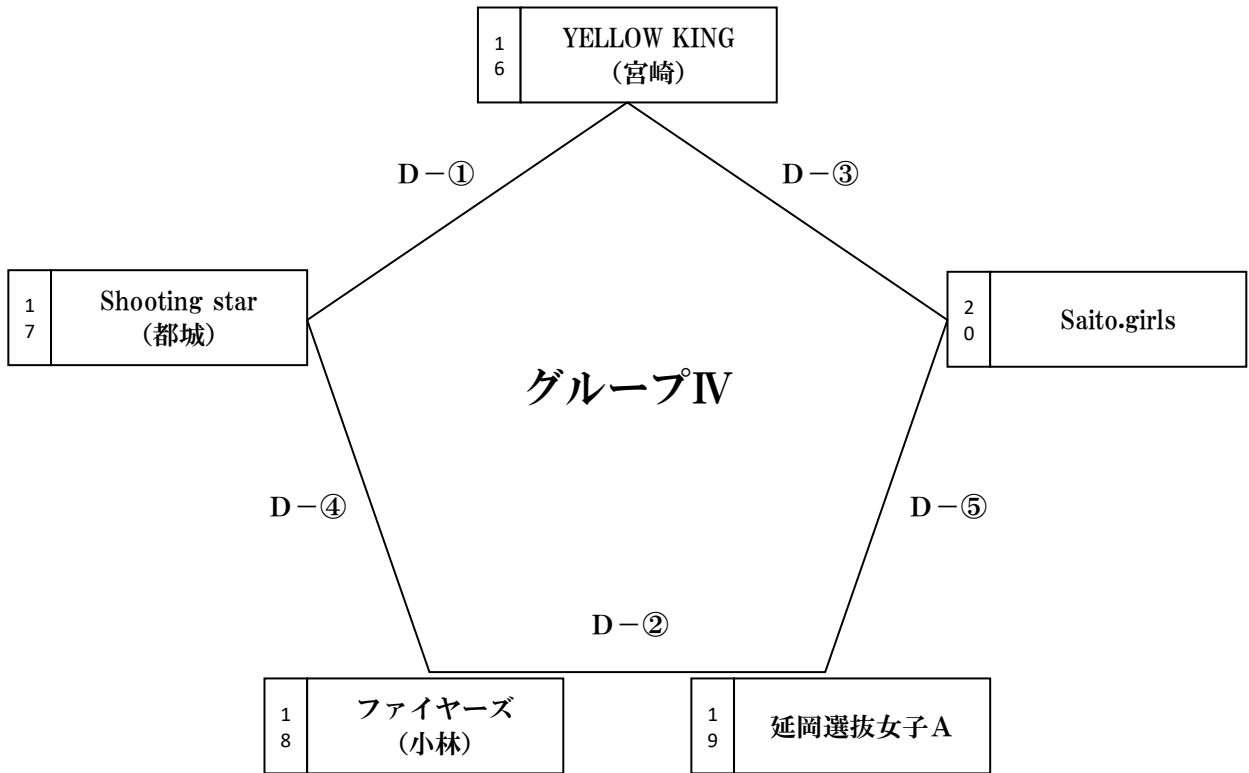 16
YELLOW KING
（宮崎）
D－①
D－③
17
Shooting star
（都城）
20
Saito.girls
グループⅣ
D－④
D－⑤
D－②
18
ファイヤーズ
（小林）
19
延岡選抜女子A